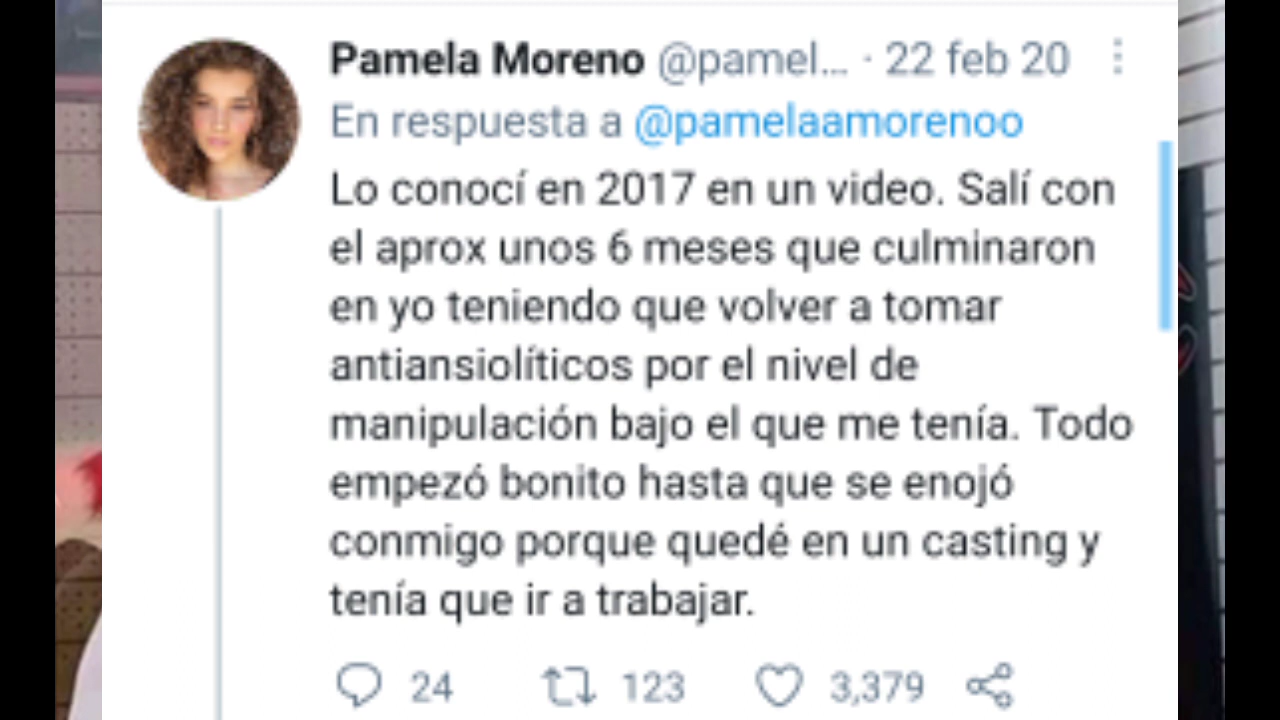 Pamela Moreno @pamel... · 22 feb 20
En respuesta a @pamelaamorenoo
Lo conocí en 2017 en un video. Salí con
el aprox unos 6 meses que culminaron
en yo teniendo que volver a tomar
antiansiolíticos por el nivel de
manipulación bajo el que me tenía. Todo
empezó bonito hasta que se enojó
conmigo porque quedé en un casting y
tenía que ir a trabajar.
24 123 3,379